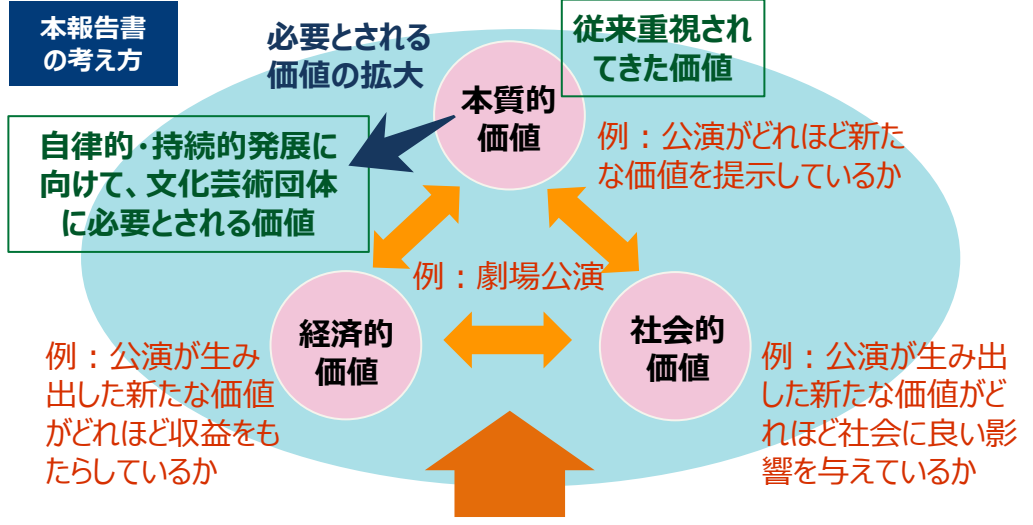 本報告書
の考え方
必要とされる
価値の拡大
従来重視され
てきた価値
本質的
価値
自律的・持続的発展に
向けて、文化芸術団体
に必要とされる価値
例：公演がどれほど新た
な価値を提示しているか
例：劇場公演
経済的
価値
社会的
価値
例：公演が生み
出した新たな価値
がどれほど収益をも
たらしているか
例：公演が生み出
した新たな価値がど
れほど社会に良い影
響を与えているか